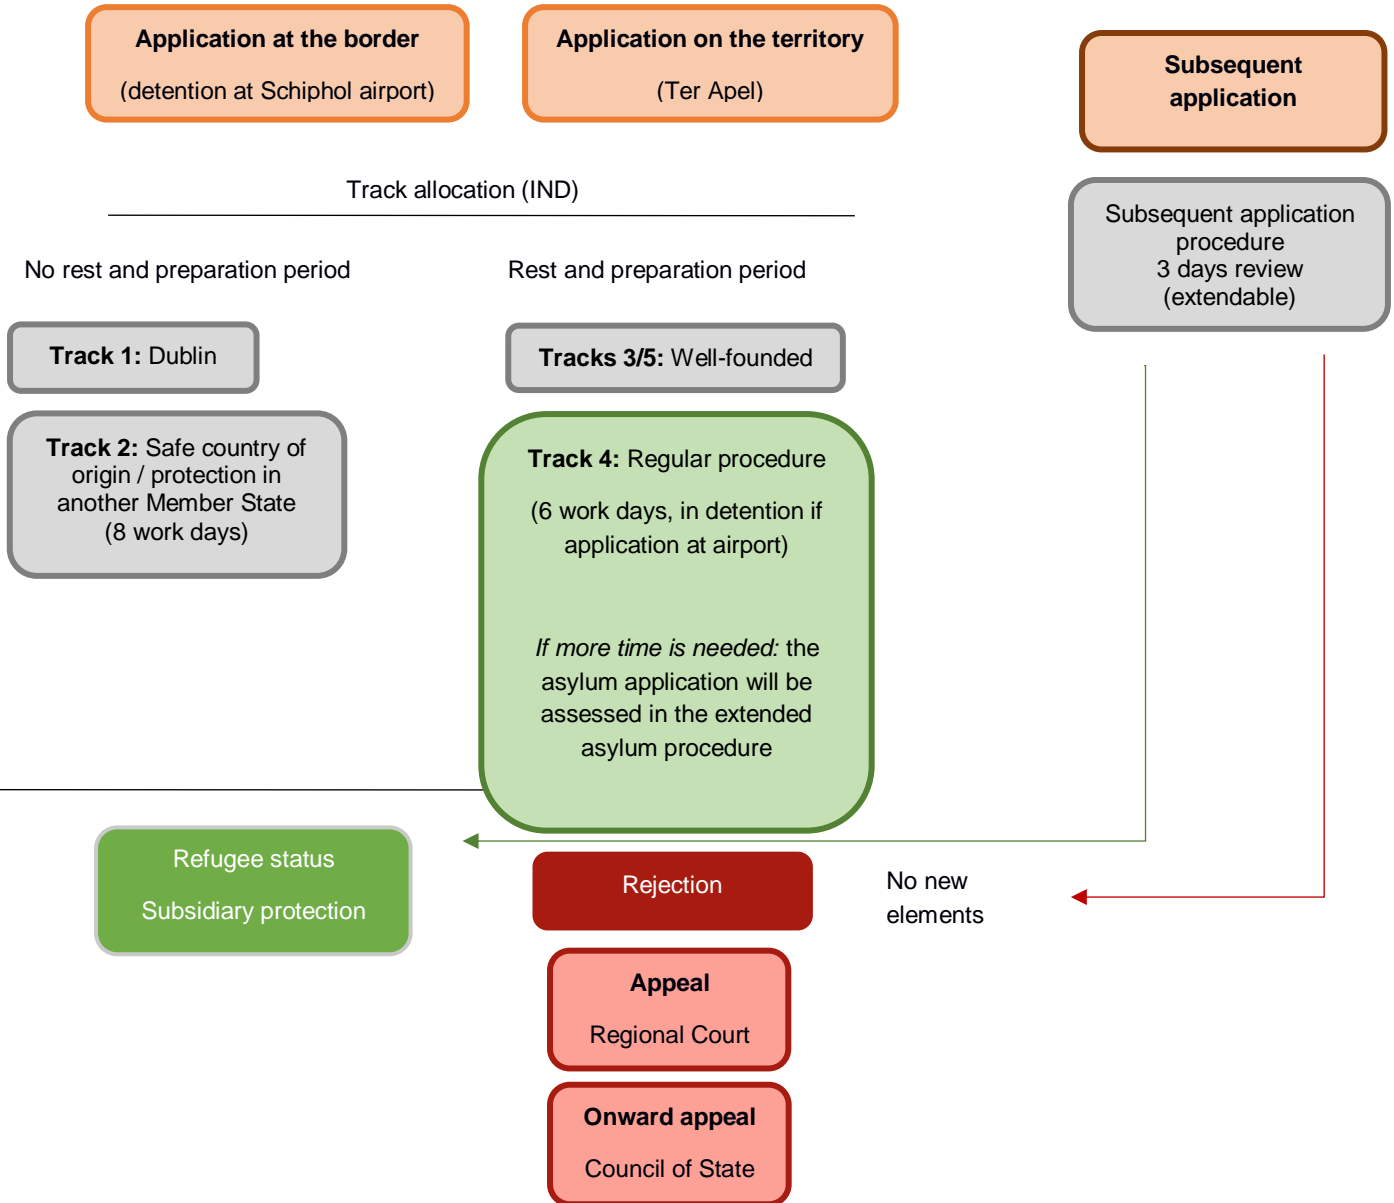 Application at the border
(detention at Schiphol airport)
Application on the territory
(Ter Apel)
Subsequent
application
Track allocation (IND)
Subsequent application
procedure
3 days review
(extendable)
No rest and preparation period
Rest and preparation period
Track 1: Dublin
Tracks 3/5: Well-founded
Track 2: Safe country of
origin / protection in
another Member State
(8 work days)
Track 4: Regular procedure
(6 work days, in detention if
application at airport)
If more time is needed: the
asylum application will be
assessed in the extended
asylum procedure
Refugee status
Subsidiary protection
Rejection
No new
elements
Appeal
Regional Court
Onward appeal
Council of State